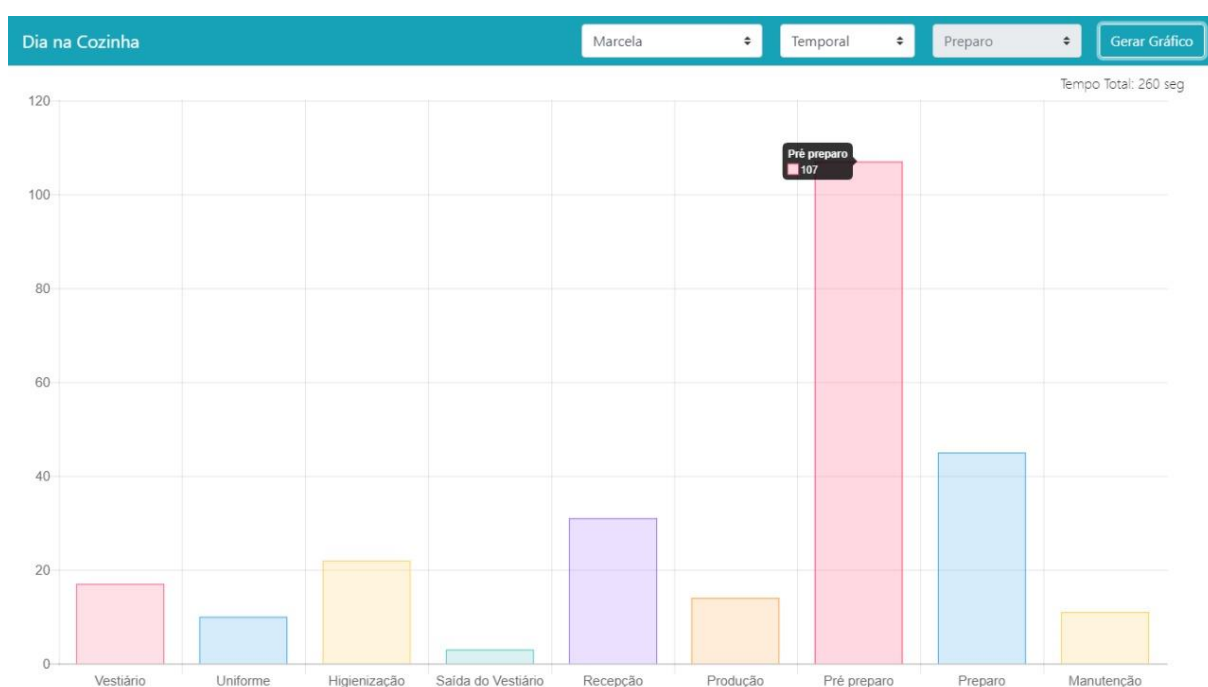 Dia na Cozinha
Marcela
Temporal
Preparo
Gerar Gráfico
Tempo Total: 260 seg
120
100
80
60
40
20
0
Pré preparo
107
Vestiário
Uniforme
Higienização
Saída do Vestiário
Recepção
Produção
Pré preparo
Preparo
Manutenção